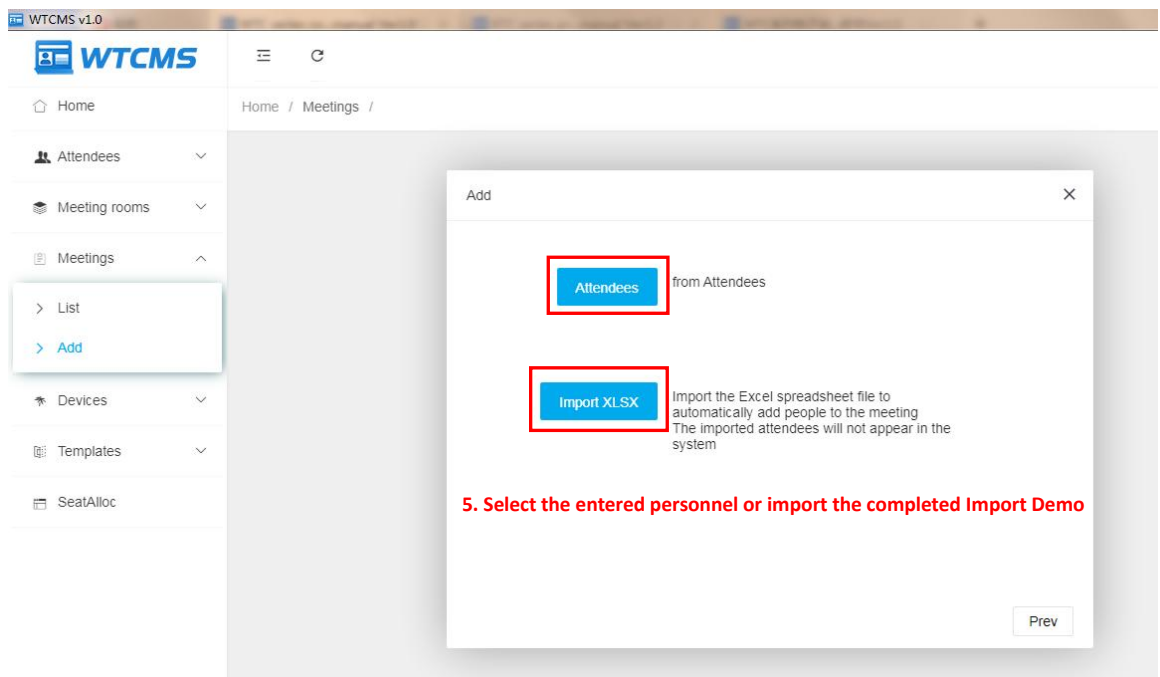 WTCMS v1.0
WTCMS
Home
Home / Meetings /
Attendees
Meeting rooms
Meetings
List
Add
Devices
Templates
SeatAlloc
Add
Attendees
from Attendees
Import XLSX
Import the Excel spreadsheet file to
automatically add people to the meeting
The imported attendees will not appear in the
system
5. Select the entered personnel or import the completed Import Demo
Prev